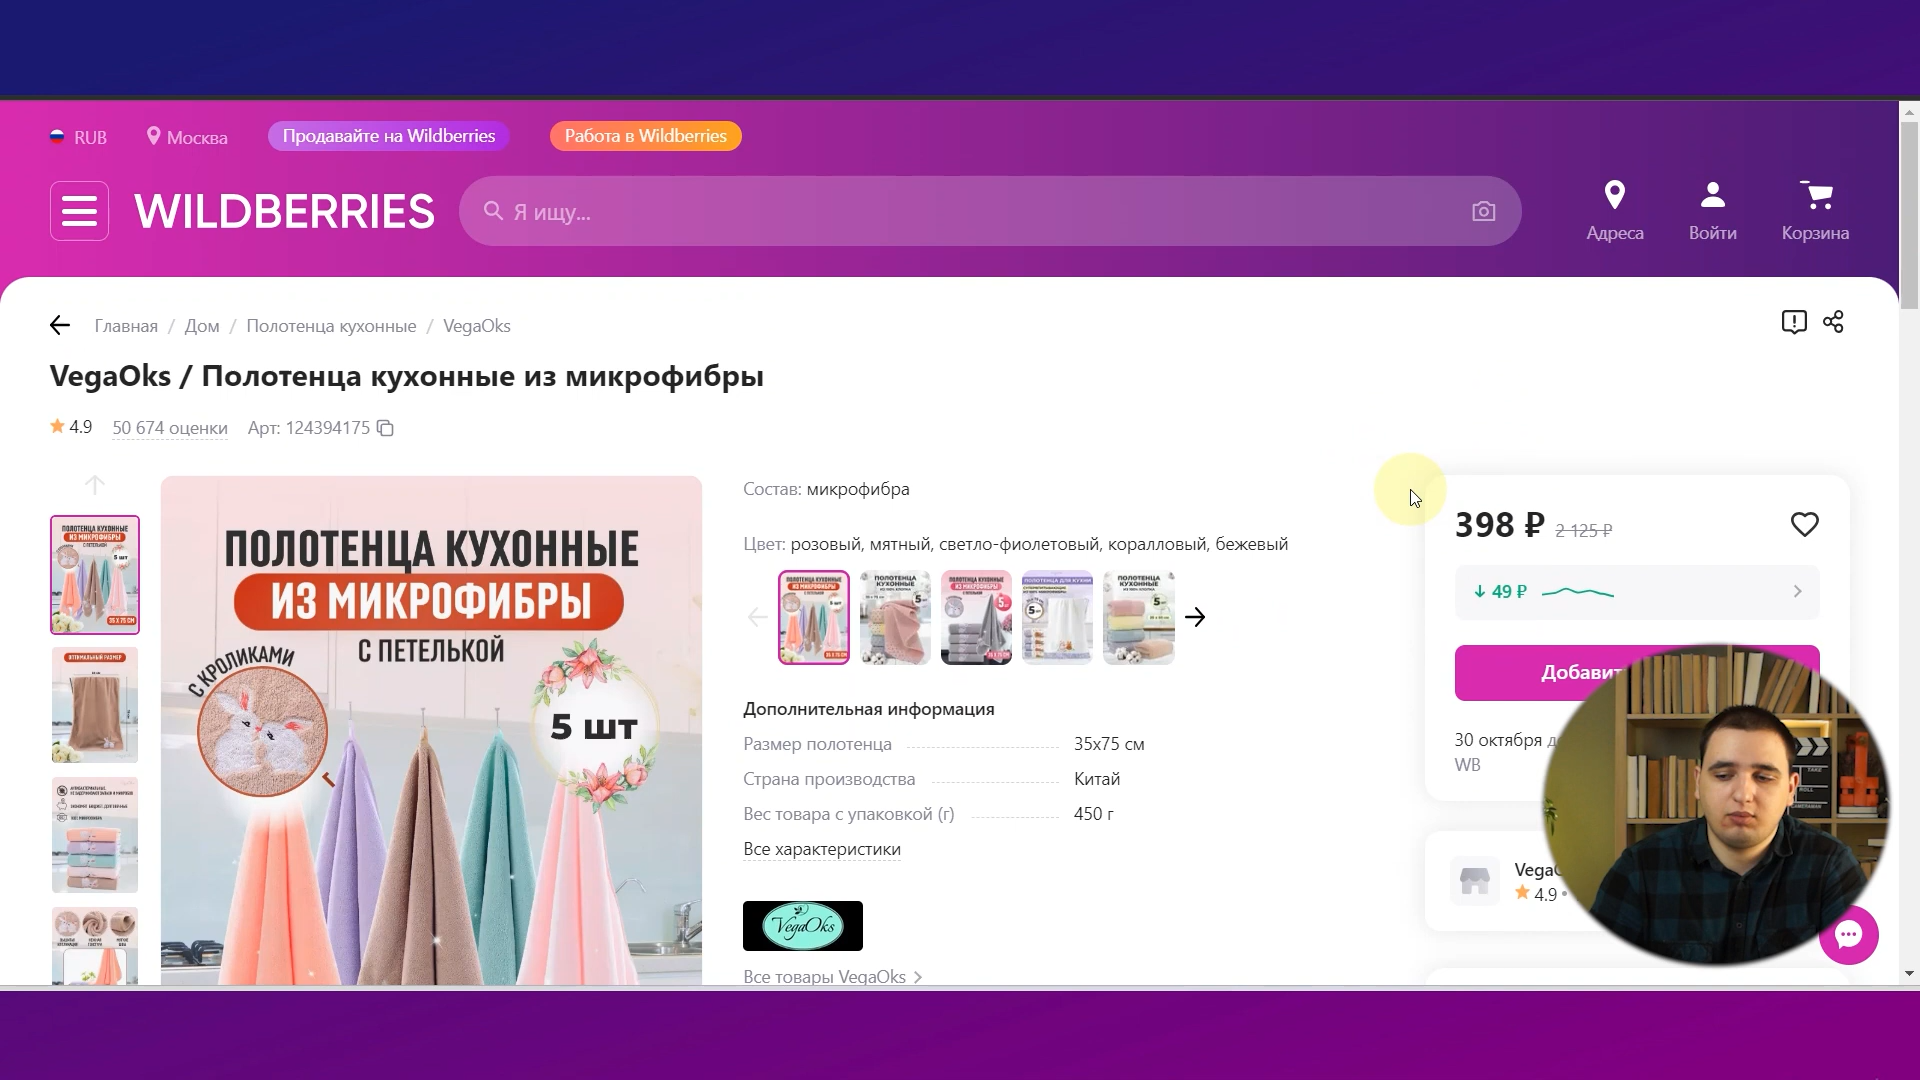 RUB
Москва
Продавайте на Wildberries
Работа в Wildberries
WILDBERRIES
Я ищу...
Адреса
Войти
Корзина
Главная / Дом / Полотенца кухонные / VegaOks
VegaOks / Полотенца кухонные из микрофибры
4.9
50 674 оценки
Арт: 124394175
ПОЛОТЕНЦА КУХОННЫЕ
ИЗ МИКРОФИБРЫ
С ПЕТЕЛЬКОЙ
С КРОЛИКАМИ
5 шт
Состав: микрофибра
Цвет: розовый, мятный, светло-фиолетовый, коралловый, бежевый
Дополнительная информация
Размер полотенца 35х75 см
Страна производства Китай
Вес товара с упаковкой (г) 450 г
Все характеристики
VegaOks
Все товары VegaOks
398 ₽ 2 125 ₽
49 ₽
Добавит
30 октября
WB
4.9